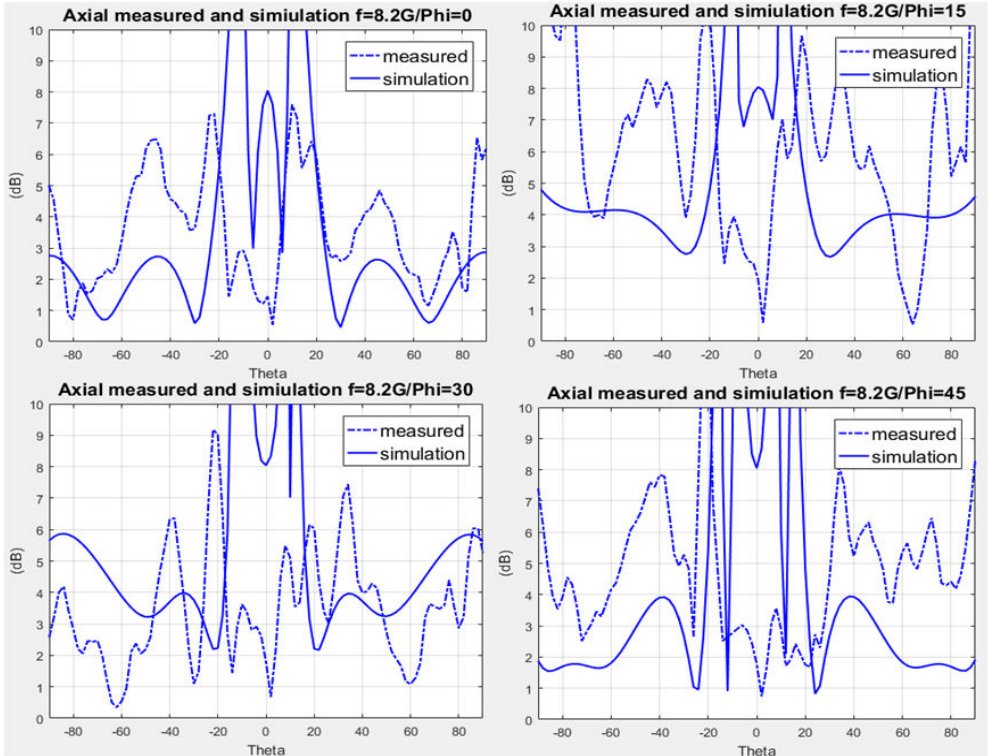 Axial measured and simiulation f=8.2G/Phi=0
10
9
8
7
6
5
4
3
2
1
0
(dB)
measured
simulation
-80 -60 -40 -20 0 20 40 60 80
Theta
Axial measured and simiulation f=8.2G/Phi=15
10
9
8
7
6
5
4
3
2
1
0
(dB)
measured
simulation
-80 -60 -40 -20 0 20 40 60 80
Theta
Axial measured and simiulation f=8.2G/Phi=30
10
9
8
7
6
5
4
3
2
1
0
(dB)
measured
simulation
-80 -60 -40 -20 0 20 40 60 80
Theta
Axial measured and simiulation f=8.2G/Phi=45
10
9
8
7
6
5
4
3
2
1
0
(dB)
measured
simulation
-80 -60 -40 -20 0 20 40 60 80
Theta